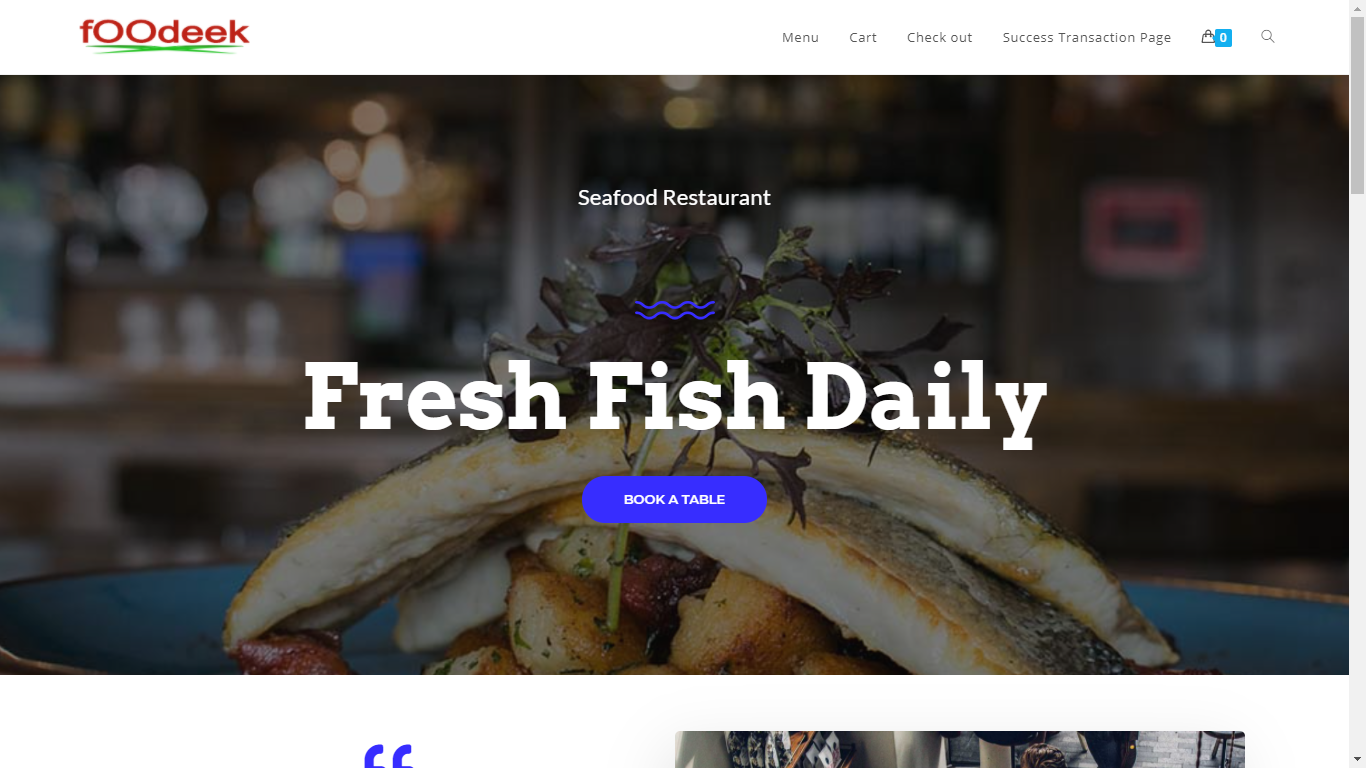 fOOdeek
Menu Cart Check out Success Transaction Page 0
Seafood Restaurant
Fresh Fish Daily
BOOK A TABLE
“